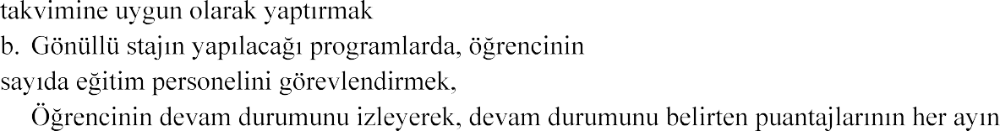 takvimine uygun olarak yaptırmak
b. Gönüllü stajın yapılacağı programlarda, öğrencinin
sayıda eğitim personelini görevlendirmek,
Öğrencinin devam durumunu izleyerek, devam durumunu belirten puantajlarının her ayın